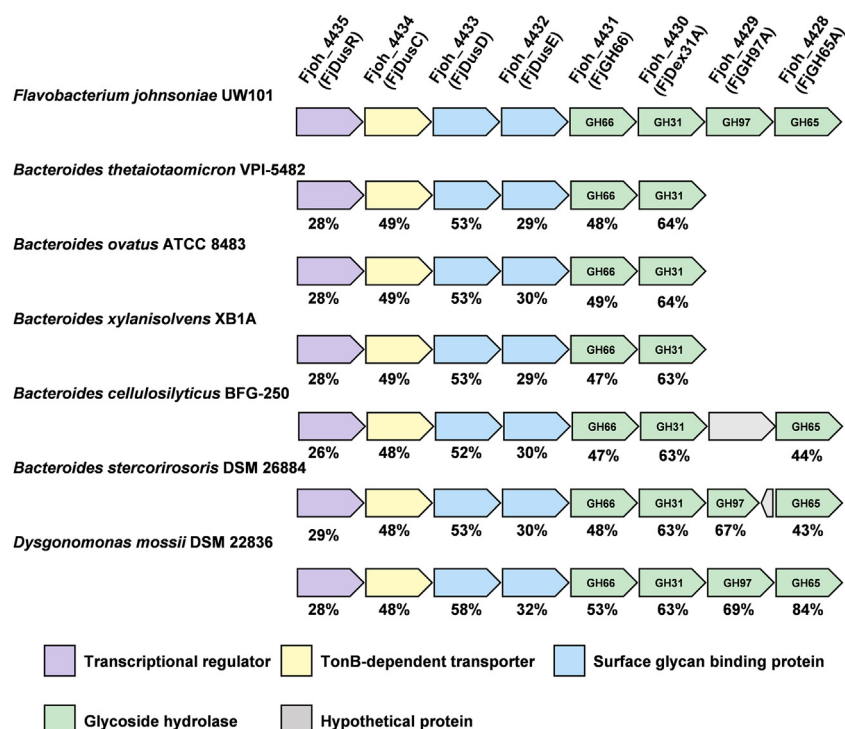 Fjoh_4435 (FjDusR)
Fjoh_4434 (FjDusC)
Fjoh_4433 (FjDusD)
Fjoh_4432 (FjDusE)
Fjoh_4431 (FjGH66)
Fjoh_4430 (FjDex31A)
Fjoh_4429 (FjGH97A)
Fjoh_4428 (FjGH65A)
Flavobacterium johnsoniae UW101
GH66 GH31 GH97 GH65
Bacteroides thetaiotaomicron VPI-5482
GH66 GH31
28% 49% 53% 29% 48% 64%
Bacteroides ovatus ATCC 8483
GH66 GH31
28% 49% 53% 30% 49% 64%
Bacteroides xylanisolvens XB1A
GH66 GH31
28% 49% 53% 29% 47% 63%
Bacteroides cellulosilyticus BFG-250
GH66 GH31 GH65
26% 48% 52% 30% 47% 63% 44%
Bacteroides stercorirosoris DSM 26884
GH66 GH31 GH97 GH65
29% 48% 53% 30% 48% 63% 67% 43%
Dysgonomonas mossii DSM 22836
GH66 GH31 GH97 GH65
28% 48% 58% 32% 53% 63% 69% 84%
Transcriptional regulator TonB-dependent transporter Surface glycan binding protein
Glycoside hydrolase Hypothetical protein